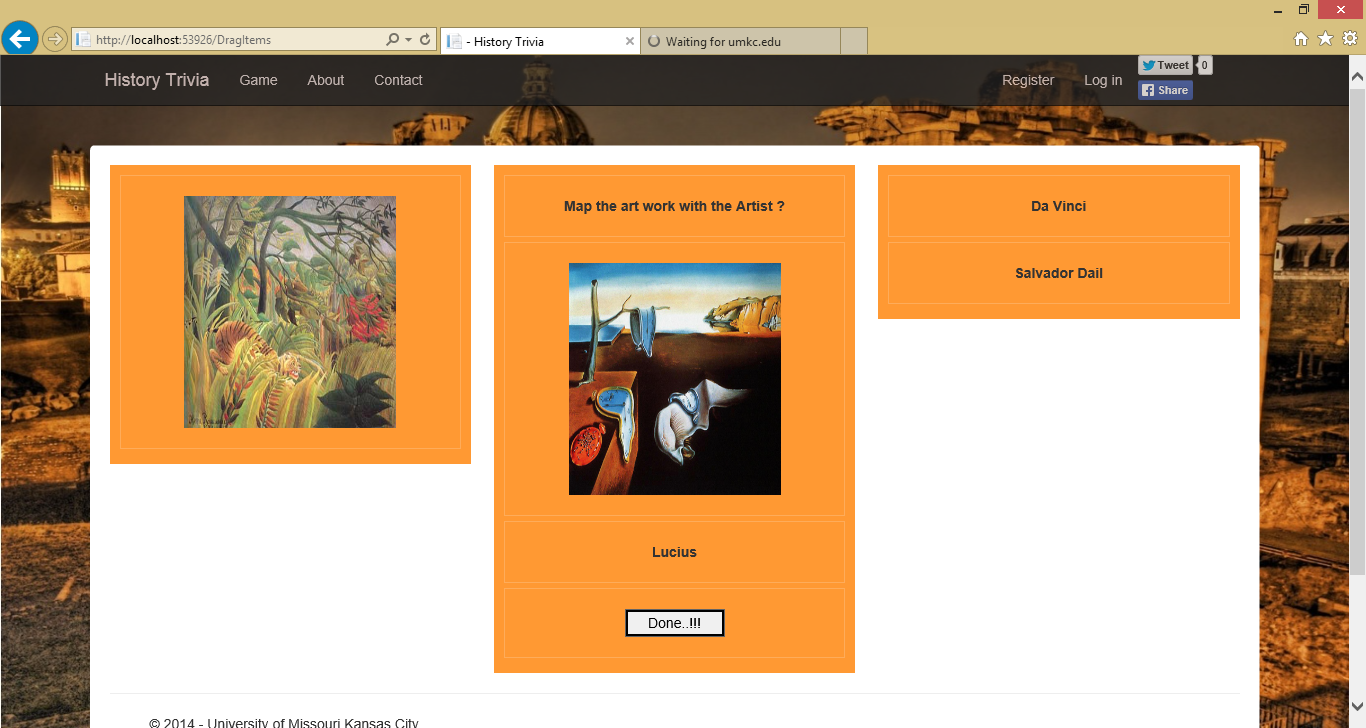 http://localhost:53926/DragItems
- History Trivia
Waiting for umkc.edu
History Trivia
Game
About
Contact
Register
Log in
Tweet
0
Share
Map the art work with the Artist ?
Lucius
Done..!!!
Da Vinci
Salvador Dail
© 2014 - University of Missouri Kansas City